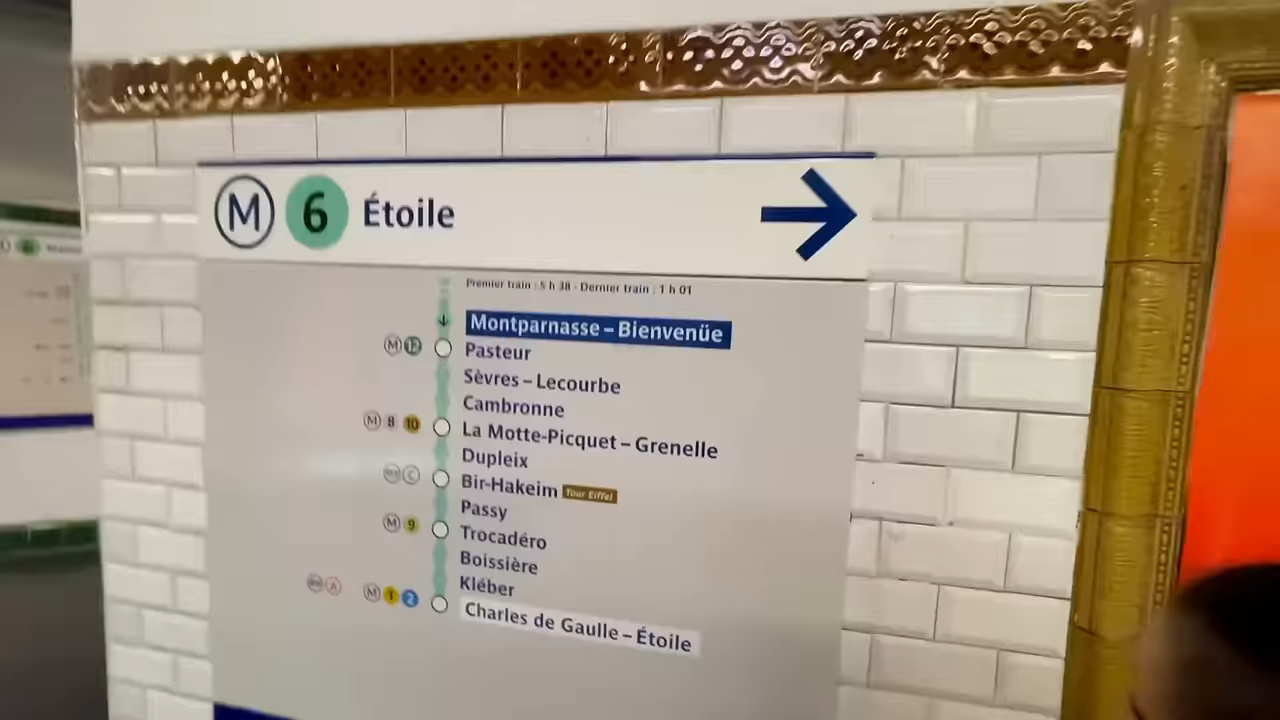 M 6 Étoile
Premier train : 5 h 38 - Dernier train : 1 h 01
Montparnasse – Bienvenüe
M 12 Pasteur
Sèvres – Lecourbe
Cambronne
M 8 10 La Motte-Picquet – Grenelle
Dupleix
RER C Bir-Hakeim Tour Eiffel
Passy
M 9 Trocadéro
Boissière
Kléber
RER A M 1 2 Charles de Gaulle – Étoile